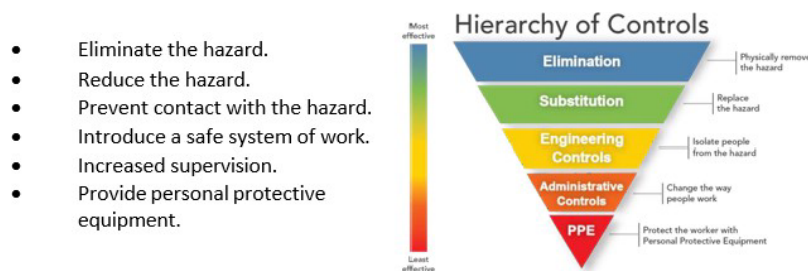 Eliminate the hazard.
Reduce the hazard.
Prevent contact with the hazard.
Introduce a safe system of work.
Increased supervision.
Provide personal protective
equipment.
Hierarchy of Controls
Most
effective
Elimination
Physically remove
the hazard
Substitution
Replace
the hazard
Engineering
Controls
Isolate people
from the hazard
Administrative
Controls
Change the way
people work
PPE
Protect the worker with
Personal Protective Equipment
Least
effective